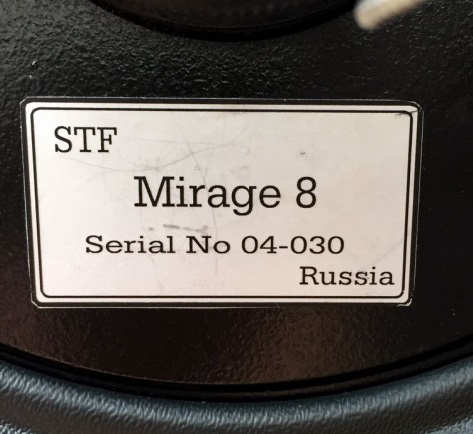 STF
Mirage 8
Serial No 04-030
Russia